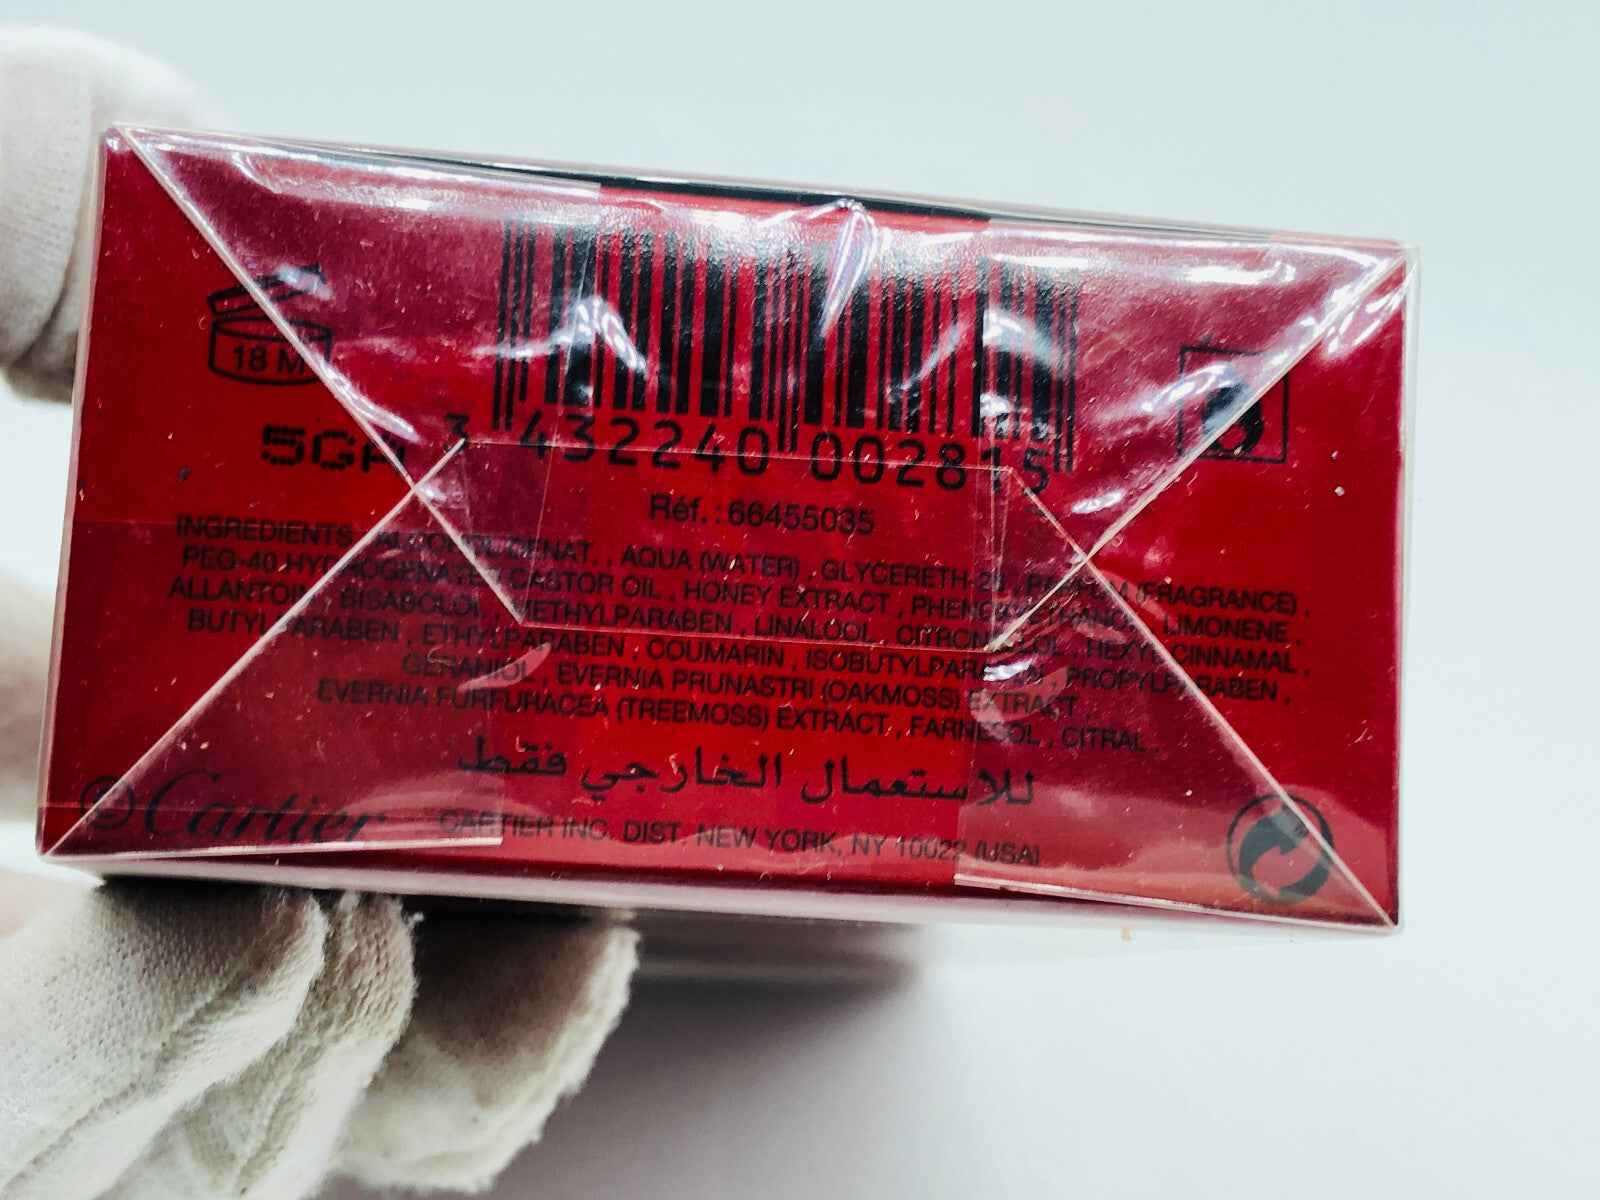 18 M
3 432240 002815
Réf.: 66455035
INGREDIENTS : ALCOHOL DENAT. , AQUA (WATER) , GLYCERETH-26 , PARFUM (FRAGRANCE) ,
PEG-40 HYDROGENATED CASTOR OIL , HONEY EXTRACT , PHENOXYETHANOL , LIMONENE ,
ALLANTOIN , BISABOLOL , METHYLPARABEN , LINALOOL , CITRONELLOL , HEXYL CINNAMAL ,
BUTYLPARABEN , ETHYLPARABEN , COUMARIN , ISOBUTYLPARABEN , PROPYLPARABEN ,
GERANIOL , EVERNIA PRUNASTRI (OAKMOSS) EXTRACT ,
EVERNIA FURFURACEA (TREEMOSS) EXTRACT , FARNESOL , CITRAL .
للاستعمال الخارجي فقط
© Cartier
CARTIER INC. DIST. NEW YORK, NY 10022 (USA)